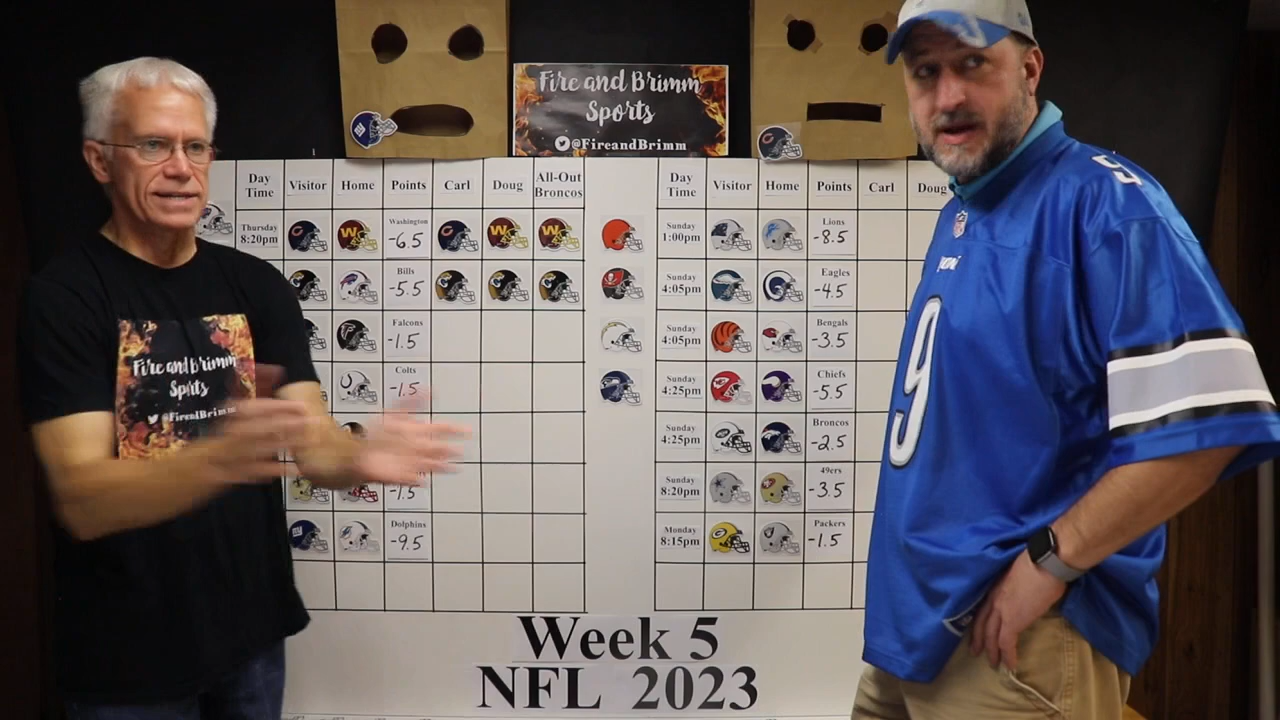 Fire and Brimm
Sports
@FireandBrimm
Day
Time
Visitor
Home
Points
Carl
Doug
All-Out
Broncos
Thursday
8:20pm
Washington
-6.5
Bills
-5.5
Falcons
-1.5
Colts
-1.5
-1.5
Dolphins
-9.5
Day
Time
Visitor
Home
Points
Carl
Doug
Sunday
1:00pm
Lions
-8.5
Sunday
4:05pm
Eagles
-4.5
Sunday
4:05pm
Bengals
-3.5
Sunday
4:25pm
Chiefs
-5.5
Sunday
4:25pm
Broncos
-2.5
Sunday
8:20pm
49ers
-3.5
Monday
8:15pm
Packers
-1.5
Week 5
NFL 2023
Fire and Brimm
Sports
@FireandBrimm
9
9